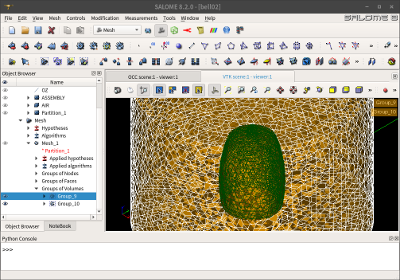 SALOME 8.2.0 - [bell02]
File Edit View Mesh Controls Modification Measurements Tools Window Help
SALOME 8
Mesh
Object Browser
Name
OZ
ASSEMBLY
AIR
Partition_1
Mesh
Hypotheses
Algorithms
Mesh_1
*Partition_1
Applied hypotheses
Applied algorithms
Groups of Nodes
Groups of Faces
Groups of Volumes
Group_9
Group_10
Object Browser
NoteBook
OCC scene:1 - viewer:1
VTK scene:1 - viewer:1
Group_9
Group_10
Python Console
>>>